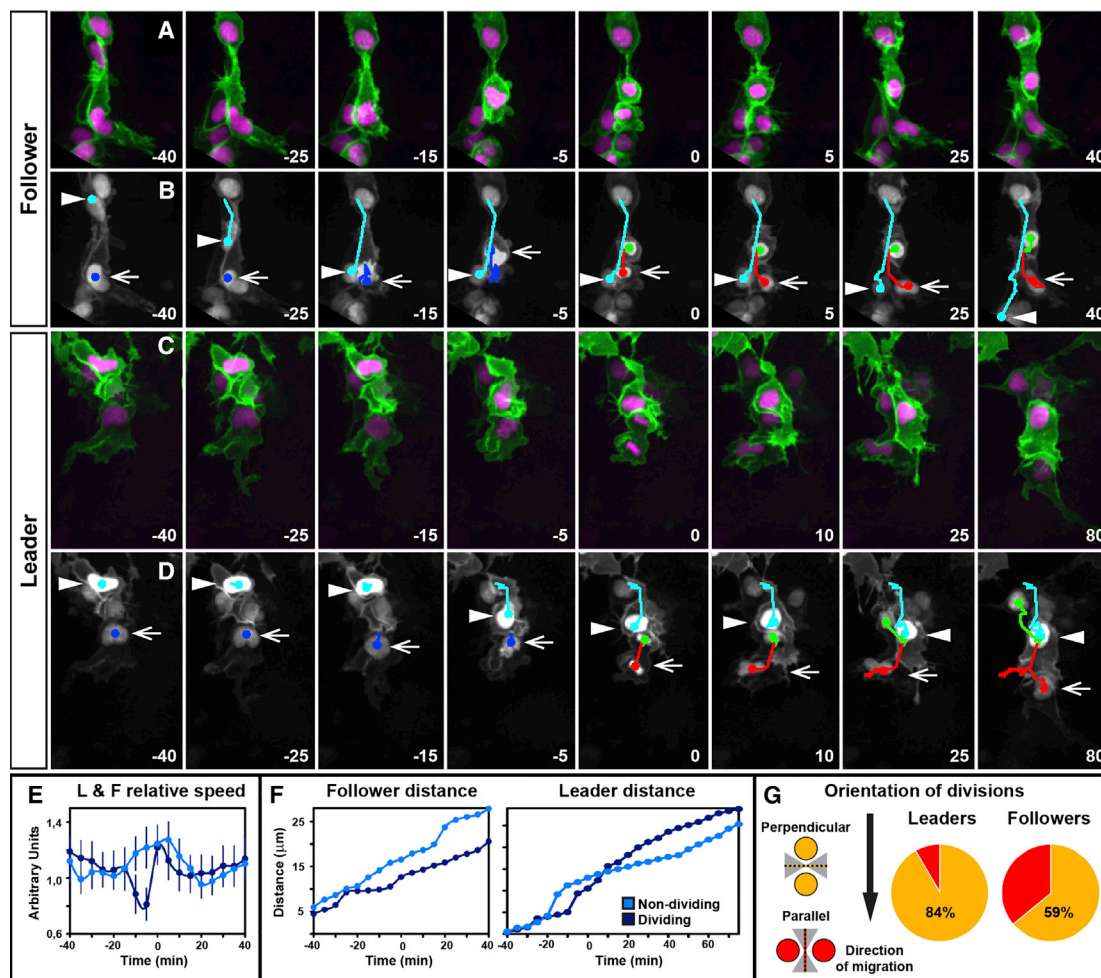 Follower
A
-40 -25 -15 -5 0 5 25 40
B
-40 -25 -15 -5 0 5 25 40
Leader
C
-40 -25 -15 -5 0 10 25 80
D
-40 -25 -15 -5 0 10 25 80
E L & F relative speed
Arbitrary Units
1,4
1,0
0,6
-40 -20 0 20 40
Time (min)
F Follower distance
Leader distance
Distance (µm)
25
15
5
-40 -20 0 20 40
Time (min)
Non-dividing
Dividing
-40 -20 0 20 40 60
Time (min)
G Orientation of divisions
Perpendicular
Parallel
Direction
of migration
Leaders
84%
Followers
59%